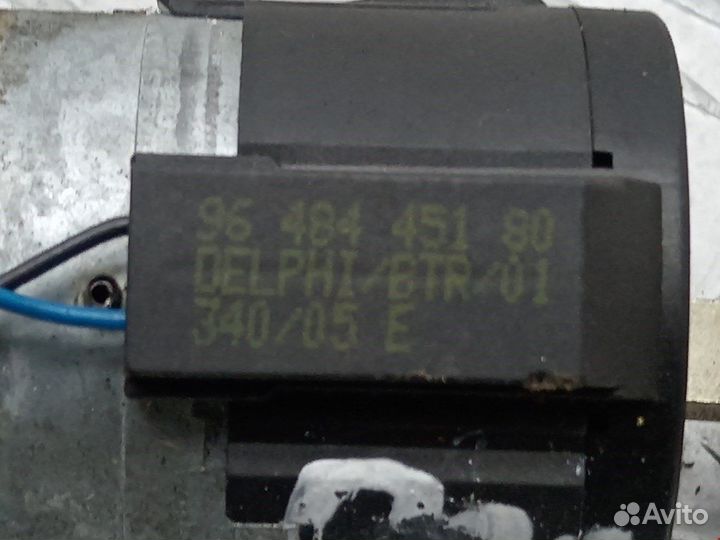 96 484 451 80
DELPHI/BTR/01
340/05 E
Avito